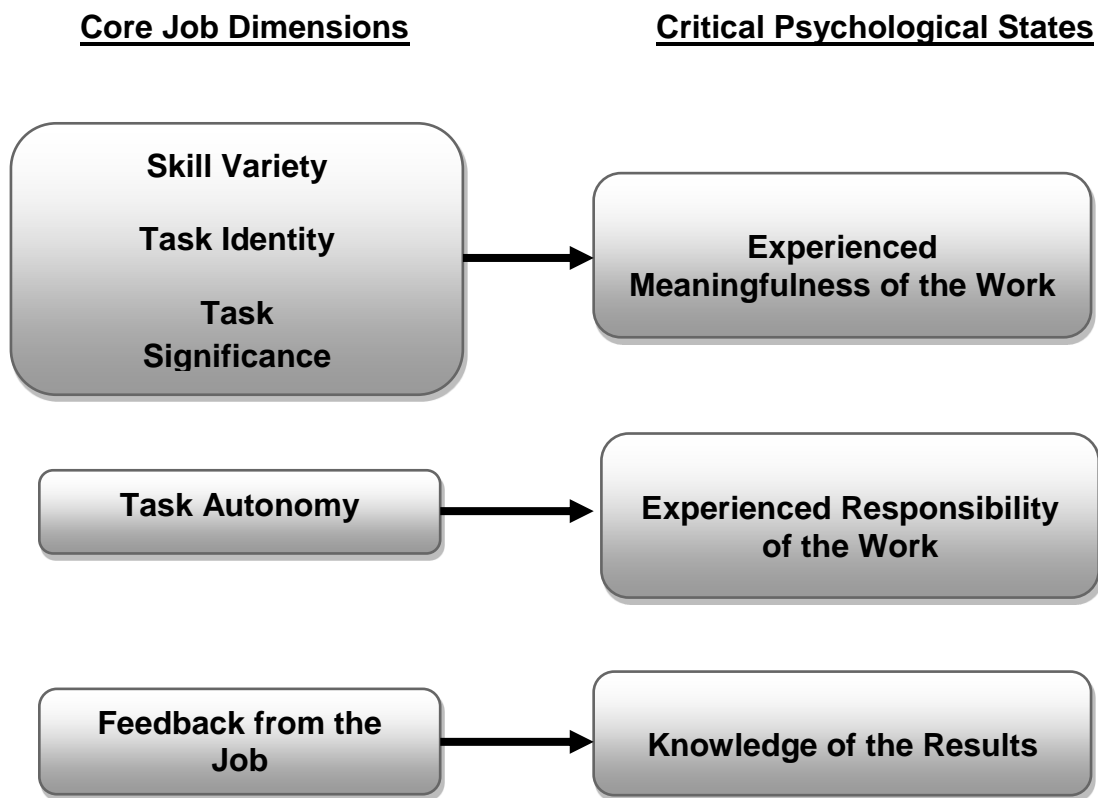 Core Job Dimensions
Critical Psychological States
Skill Variety
Task Identity
Task
Significance
Experienced
Meaningfulness of the Work
Task Autonomy
Experienced Responsibility
of the Work
Feedback from the
Job
Knowledge of the Results